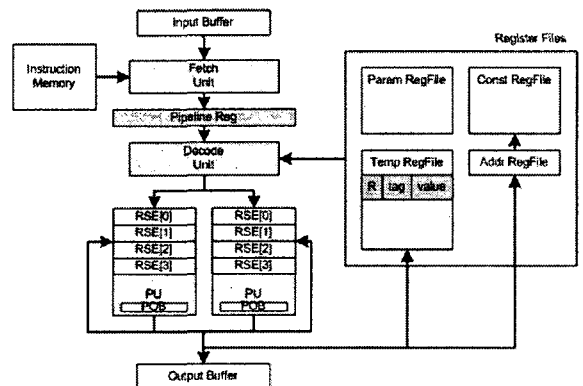 Input Buffer
Register Files
Instruction
Memory
Fetch
Unit
Param RegFile
Const RegFile
Pipeline Reg
Decode
Unit
Temp RegFile
Addr RegFile
R tag value
RSE[0]
RSE[1]
RSE[2]
RSE[3]
PU
POB
RSE[0]
RSE[1]
RSE[2]
RSE[3]
PU
POB
Output Buffer